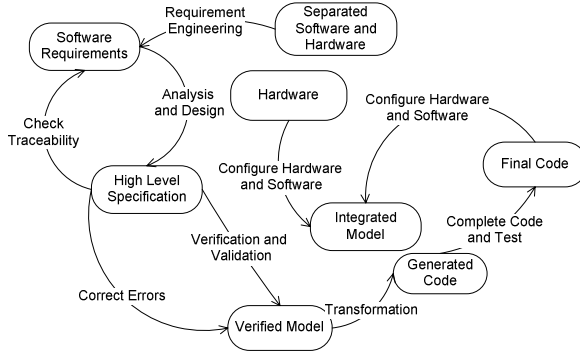 Requirement
Engineering
Separated
Software and
Hardware
Software
Requirements
Analysis
and Design
Hardware
Configure Hardware
and Software
Check
Traceability
Final Code
High Level
Specification
Configure Hardware
and Software
Integrated
Model
Verification and
Validation
Complete Code
and Test
Generated
Code
Correct Errors
Verified Model
Transformation